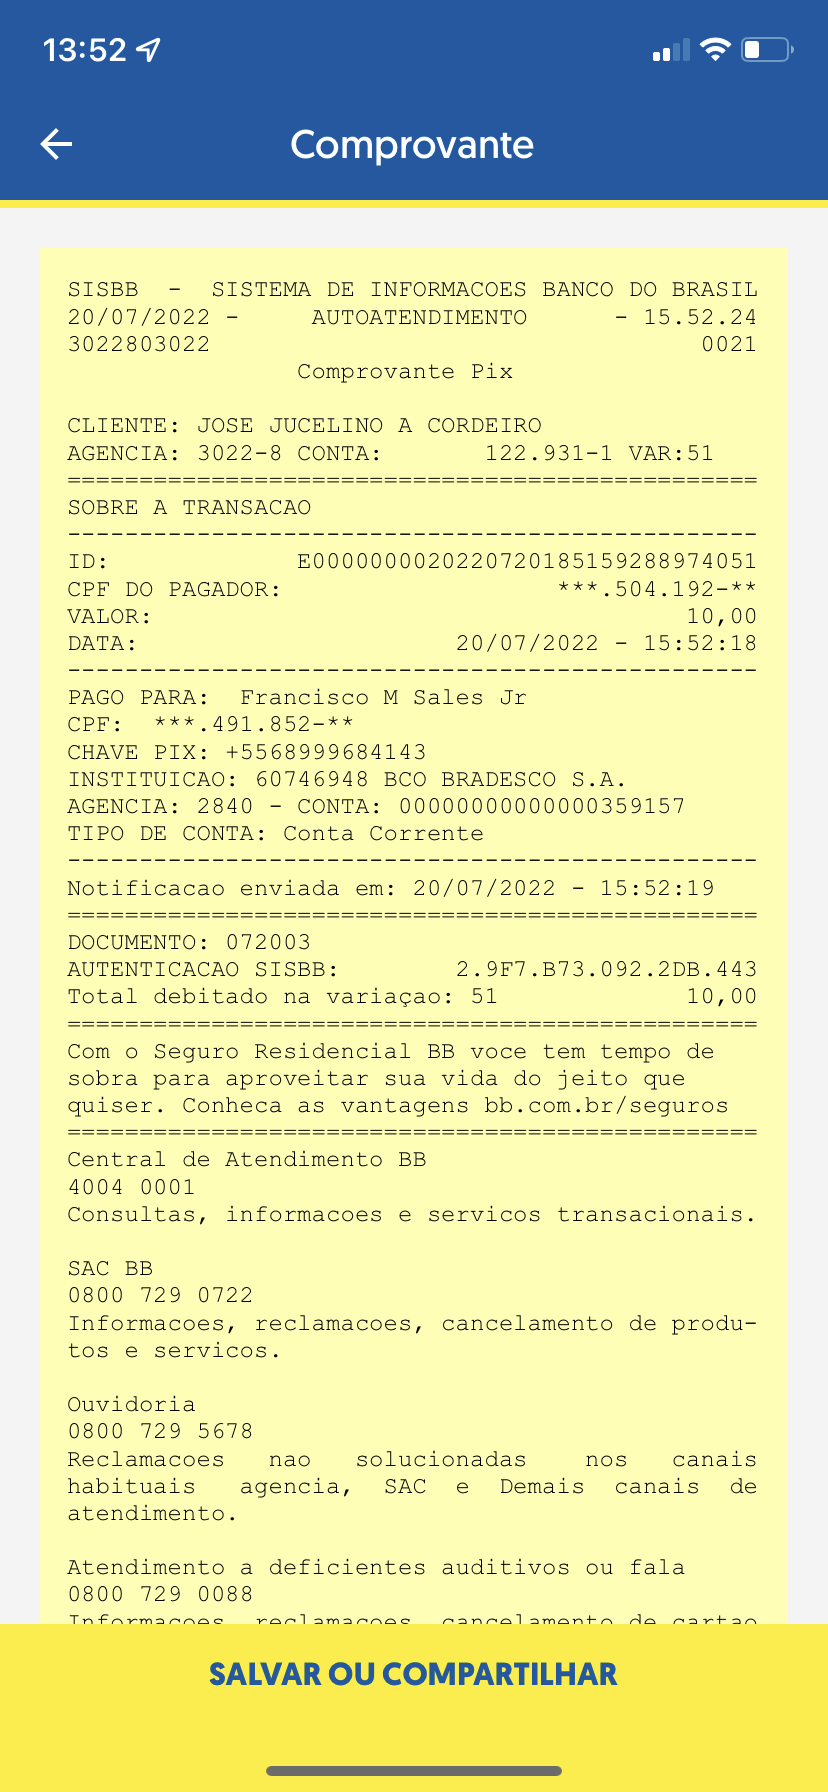 13:52
Comprovante
SISBB - SISTEMA DE INFORMACOES BANCO DO BRASIL
20/07/2022 - AUTOATENDIMENTO - 15.52.24
3022803022 0021
Comprovante Pix
CLIENTE: JOSE JUCELINO A CORDEIRO
AGENCIA: 3022-8 CONTA: 122.931-1 VAR:51
================================================
SOBRE A TRANSACAO
------------------------------------------------
ID: E0000000020220720185159288974051
CPF DO PAGADOR: ***.504.192-**
VALOR: 10,00
DATA: 20/07/2022 - 15:52:18
------------------------------------------------
PAGO PARA: Francisco M Sales Jr
CPF: ***.491.852-**
CHAVE PIX: +5568999684143
INSTITUICAO: 60746948 BCO BRADESCO S.A.
AGENCIA: 2840 - CONTA: 00000000000000359157
TIPO DE CONTA: Conta Corrente
------------------------------------------------
Notificacao enviada em: 20/07/2022 - 15:52:19
================================================
DOCUMENTO: 072003
AUTENTICACAO SISBB: 2.9F7.B73.092.2DB.443
Total debitado na variaçao: 51 10,00
================================================
Com o Seguro Residencial BB voce tem tempo de
sobra para aproveitar sua vida do jeito que
quiser. Conheca as vantagens bb.com.br/seguros
================================================
Central de Atendimento BB
4004 0001
Consultas, informacoes e servicos transacionais.
SAC BB
0800 729 0722
Informacoes, reclamacoes, cancelamento de produ-
tos e servicos.
Ouvidoria
0800 729 5678
Reclamacoes nao solucionadas nos canais
habituais agencia, SAC e Demais canais de
atendimento.
Atendimento a deficientes auditivos ou fala
0800 729 0088
Informacoes, reclamacoes, cancelamento de cartao
SALVAR OU COMPARTILHAR